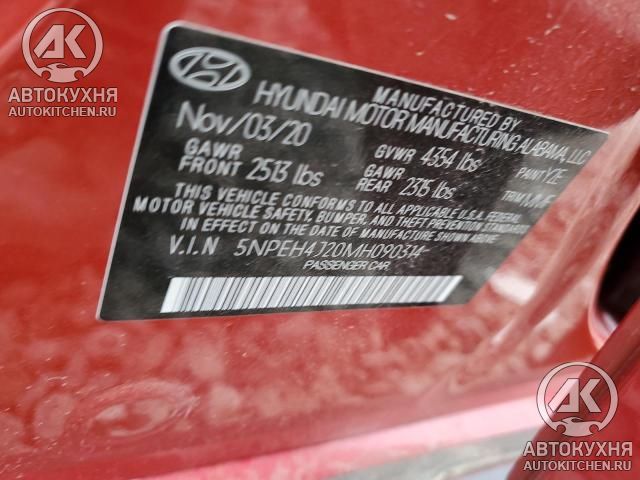 АК
АВТОКУХНЯ
AUTOKITCHEN.RU
MANUFACTURED BY
HYUNDAI MOTOR MANUFACTURING ALABAMA, LLC
Nov/03/20
GVWR 4354 lbs
PAINT Y2E
GAWR
FRONT 2513 lbs
GAWR
REAR 2315 lbs
TRIM MMF
THIS VEHICLE CONFORMS TO ALL APPLICABLE U.S.A. FEDERAL
MOTOR VEHICLE SAFETY, BUMPER, AND THEFT PREVENTION STANDARDS
IN EFFECT ON THE DATE OF MANUFACTURE SHOWN ABOVE.
V.I.N 5NPEH4J20MH090314
PASSENGER CAR
АК
АВТОКУХНЯ
AUTOKITCHEN.RU